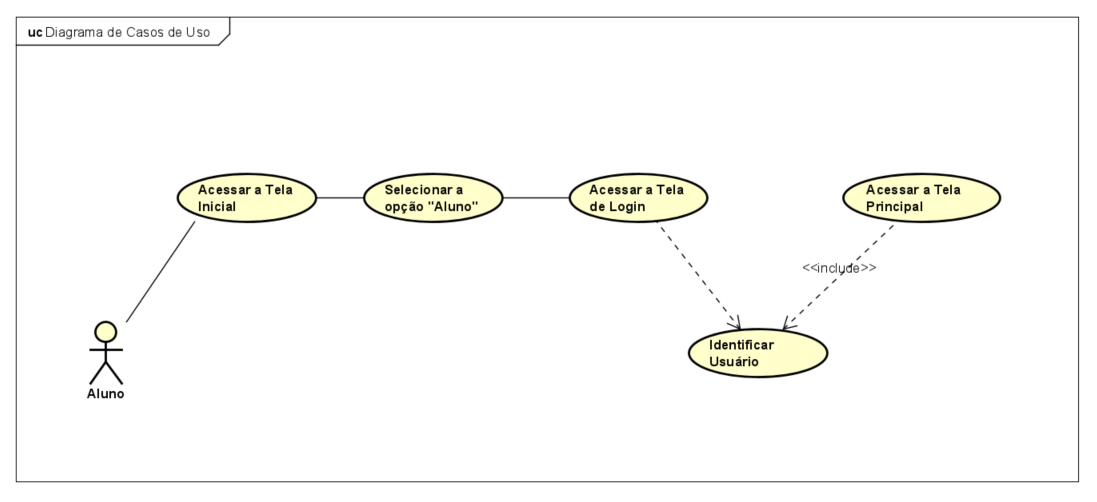 uc Diagrama de Casos de Uso
Acessar a Tela
Inicial
Selecionar a
opção "Aluno"
Acessar a Tela
de Login
Acessar a Tela
Principal
<<include>>
Identificar
Usuário
Aluno